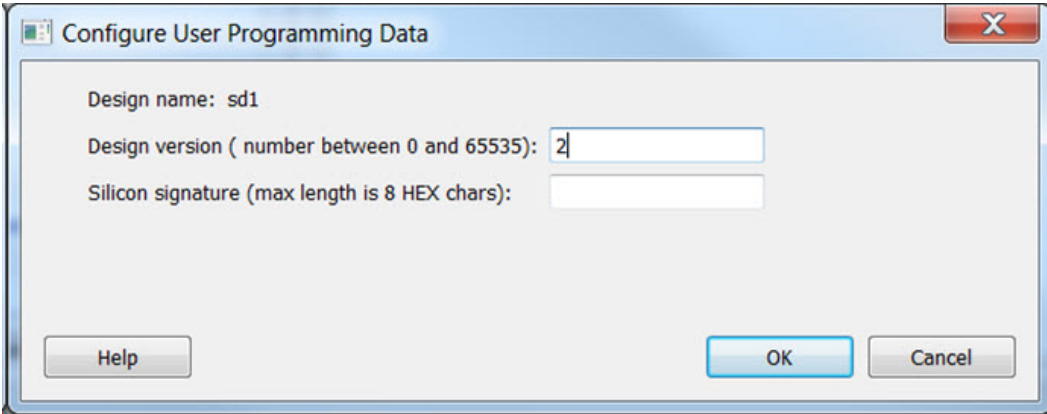 Configure User Programming Data
Design name: sd1
Design version ( number between 0 and 65535): 2
Silicon signature (max length is 8 HEX chars):
Help OK Cancel